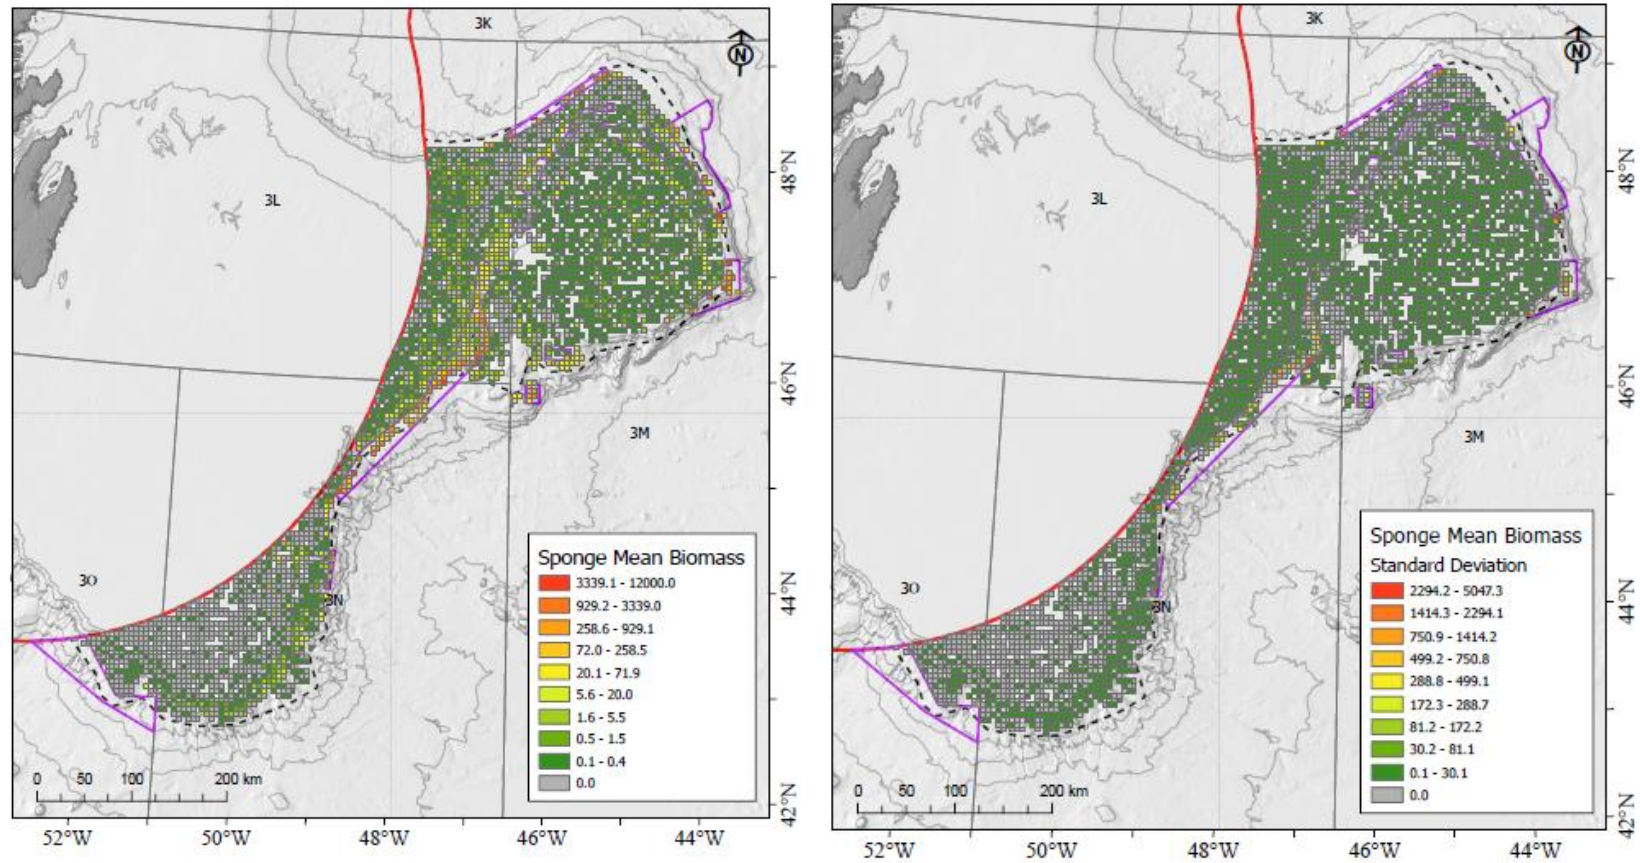 3K
N
3L
3M
3O
3N
48°N
46°N
44°N
42°N
Sponge Mean Biomass
3339.1 - 12000.0
929.2 - 3339.0
258.6 - 929.1
72.0 - 258.5
20.1 - 71.9
5.6 - 20.0
1.6 - 5.5
0.5 - 1.5
0.1 - 0.4
0.0
0 50 100 200 km
52°W 50°W 48°W 46°W 44°W
3K
N
3L
3M
3O
3N
48°N
46°N
44°N
42°N
Sponge Mean Biomass
Standard Deviation
2294.2 - 5047.3
1414.3 - 2294.1
750.9 - 1414.2
499.2 - 750.8
288.8 - 499.1
172.3 - 288.7
81.2 - 172.2
30.2 - 81.1
0.1 - 30.1
0.0
0 50 100 200 km
52°W 50°W 48°W 46°W 44°W